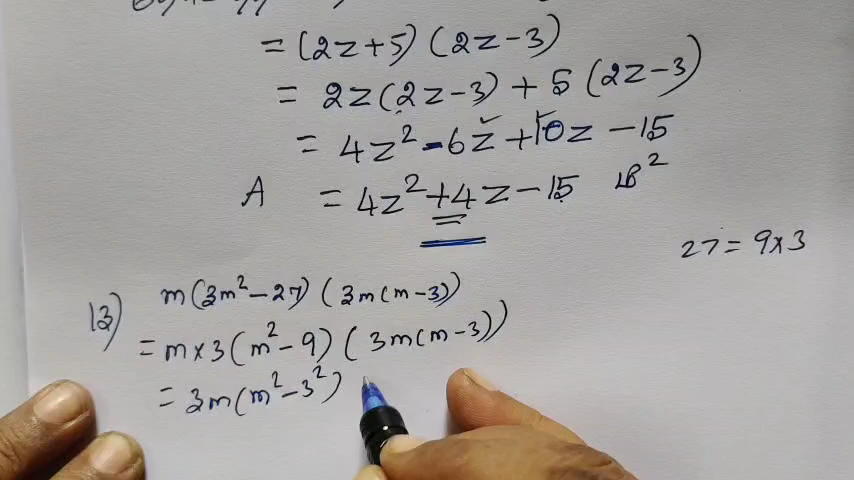 = (2z+5) (2z-3)
= 2z(2z-3) + 5 (2z-3)
= 4z² - 6z + 10z - 15
A = 4z² + 4z - 15
27 = 9×3
13) m(3m² - 27) (3m(m-3))
= m×3(m² - 9) (3m(m-3))
= 3m(m² - 3²)